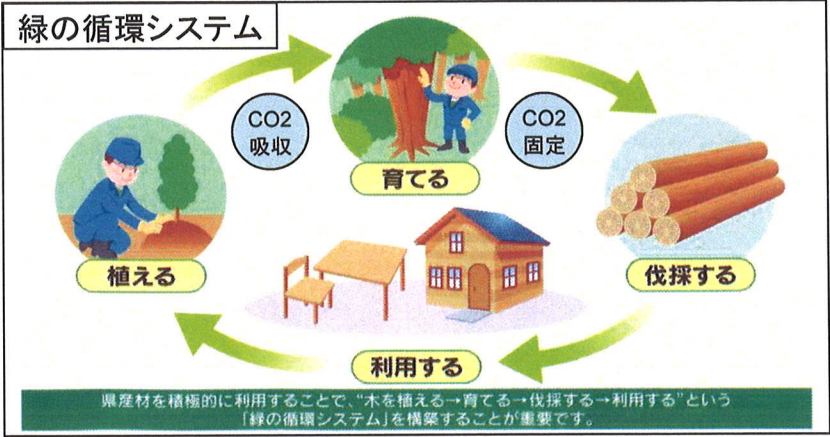 緑の循環システム
CO2
吸収
CO2
固定
育てる
植える
伐採する
利用する
県産材を積極的に利用することで、“木を植える→育てる→伐採する→利用する”という
「緑の循環システム」を構築することが重要です。